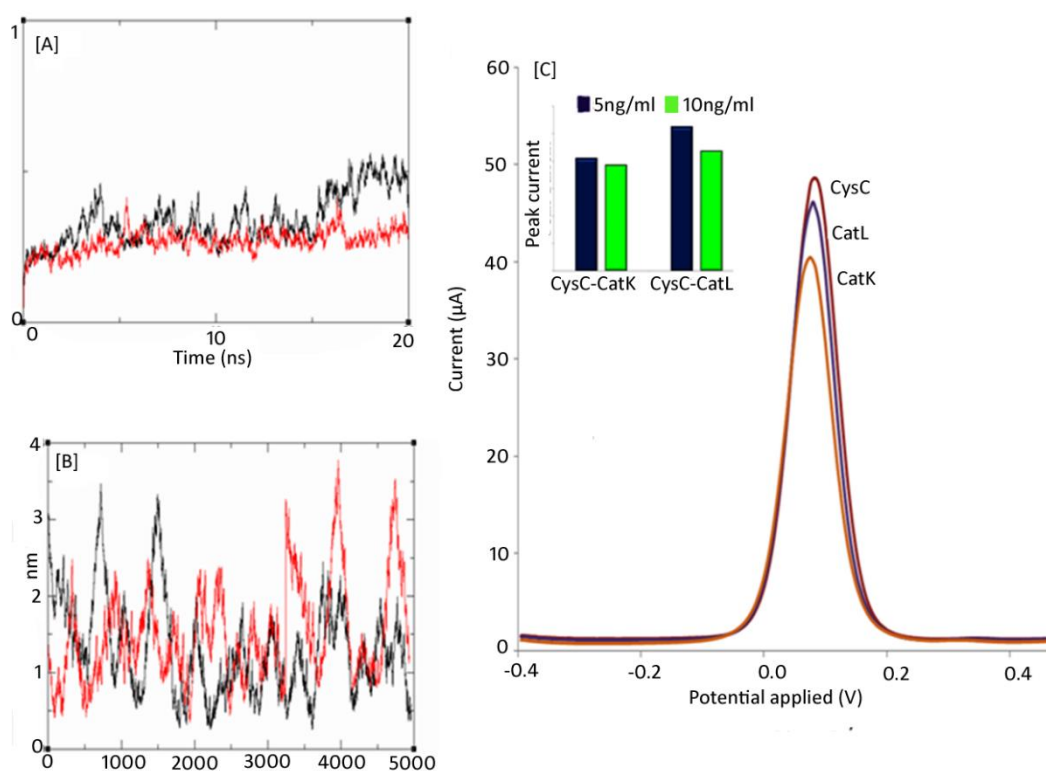 [A]
1
0
0 10 20
Time (ns)
[B]
4
3
nm
2
1
0
0 1000 2000 3000 4000 5000
[C]
60
50
40
30
20
10
0
Current (µA)
5ng/ml 10ng/ml
Peak current
CysC-CatK CysC-CatL
CysC
CatL
CatK
-0.4 -0.2 0.0 0.2 0.4
Potential applied (V)